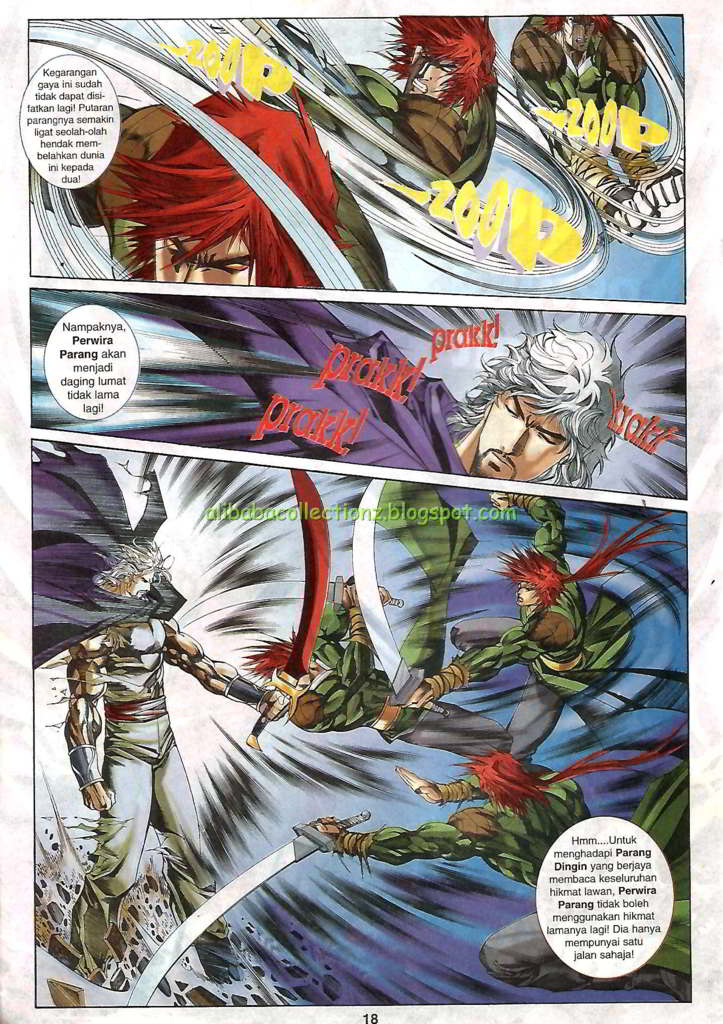 Kegarangan
gaya ini sudah
tidak dapat disi-
fatkan lagi! Putaran
parangnya semakin
ligat seolah-olah
hendak mem-
belahkan dunia
ini kepada
dua!
ZOOP
ZOOP
ZOOP
Nampaknya,
Perwira
Parang akan
menjadi
daging lumat
tidak lama
lagi!
prakk!
prakk!
prakk!
alibabacollectionz.blogspot.com
Hmm....Untuk
menghadapi Parang
Dingin yang berjaya
membaca keseluruhan
hikmat lawan, Perwira
Parang tidak boleh
menggunakan hikmat
lamanya lagi! Dia hanya
mempunyai satu
jalan sahaja!
18